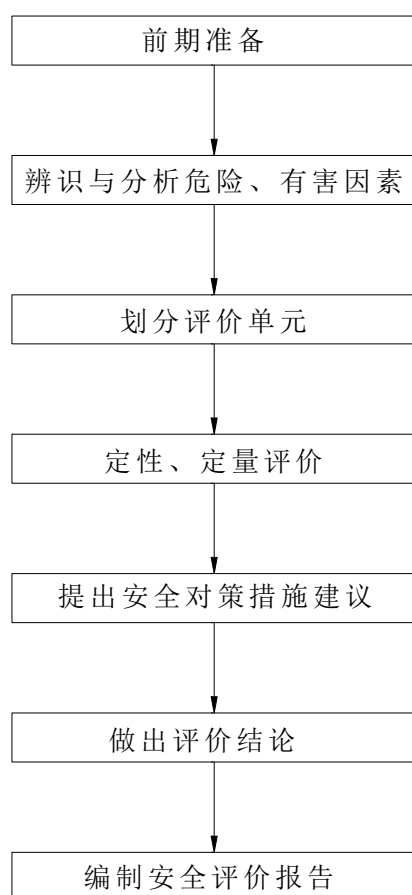 前期准备
辨识与分析危险、有害因素
划分评价单元
定性、定量评价
提出安全对策措施建议
做出评价结论
编制安全评价报告